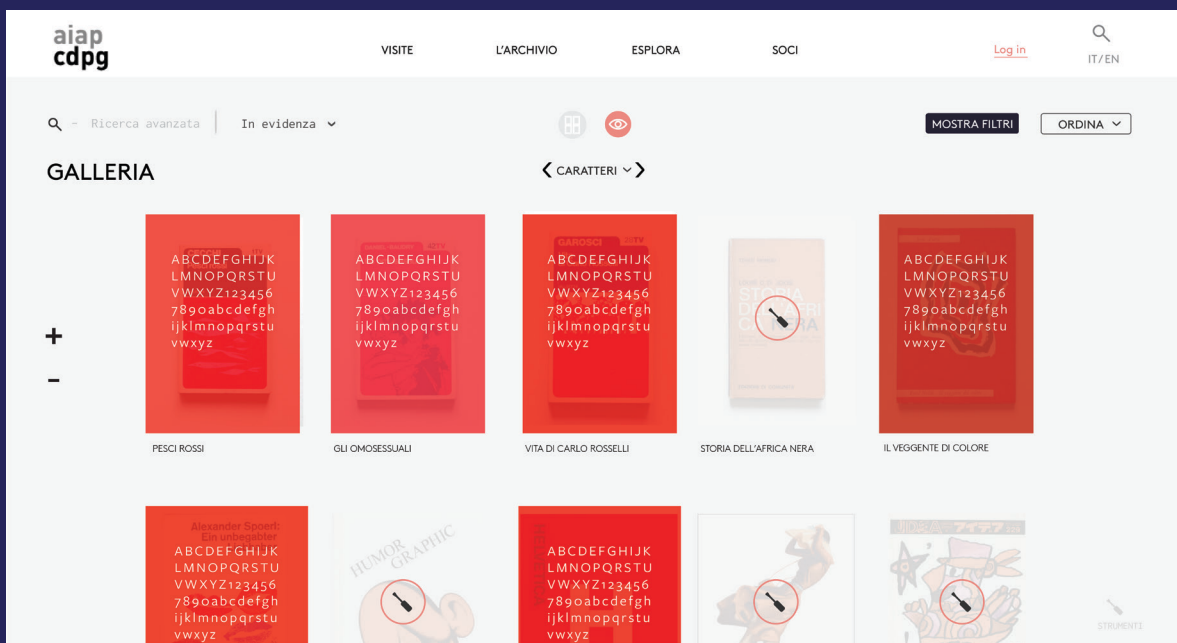 aiap
cdpg
VISITE
L'ARCHIVIO
ESPLORA
SOCI
Log in
IT/EN
- Ricerca avanzata
In evidenza
MOSTRA FILTRI
ORDINA
GALLERIA
CARATTERI
ABCDEFGHIJK
LMNOPQRSTU
VWXYZ123456
7890abcdefgh
ijklmnopqrstu
vwxyz
ABCDEFGHIJK
LMNOPQRSTU
VWXYZ123456
7890abcdefgh
ijklmnopqrstu
vwxyz
GAROSCI
ABCDEFGHIJK
LMNOPQRSTU
VWXYZ123456
7890abcdefgh
ijklmnopqrstu
vwxyz
STORIA
NERA
ABCDEFGHIJK
LMNOPQRSTU
VWXYZ123456
7890abcdefgh
ijklmnopqrstu
vwxyz
+
-
PESCI ROSSI
GLI OMOSESSUALI
VITA DI CARLO ROSSELLI
STORIA DELL'AFRICA NERA
IL VEGGENTE DI COLORE
Alexander Spoerl:
Ein unbegabter
ABCDEFGHIJK
LMNOPQRSTU
VWXYZ123456
7890abcdefgh
ijklmnopqrstu
vwxyz
HUMOR
GRAPHIC
ABCDEFGHIJK
LMNOPQRSTU
VWXYZ123456
7890abcdefgh
ijklmnopqrstu
vwxyz
STRUMENTI